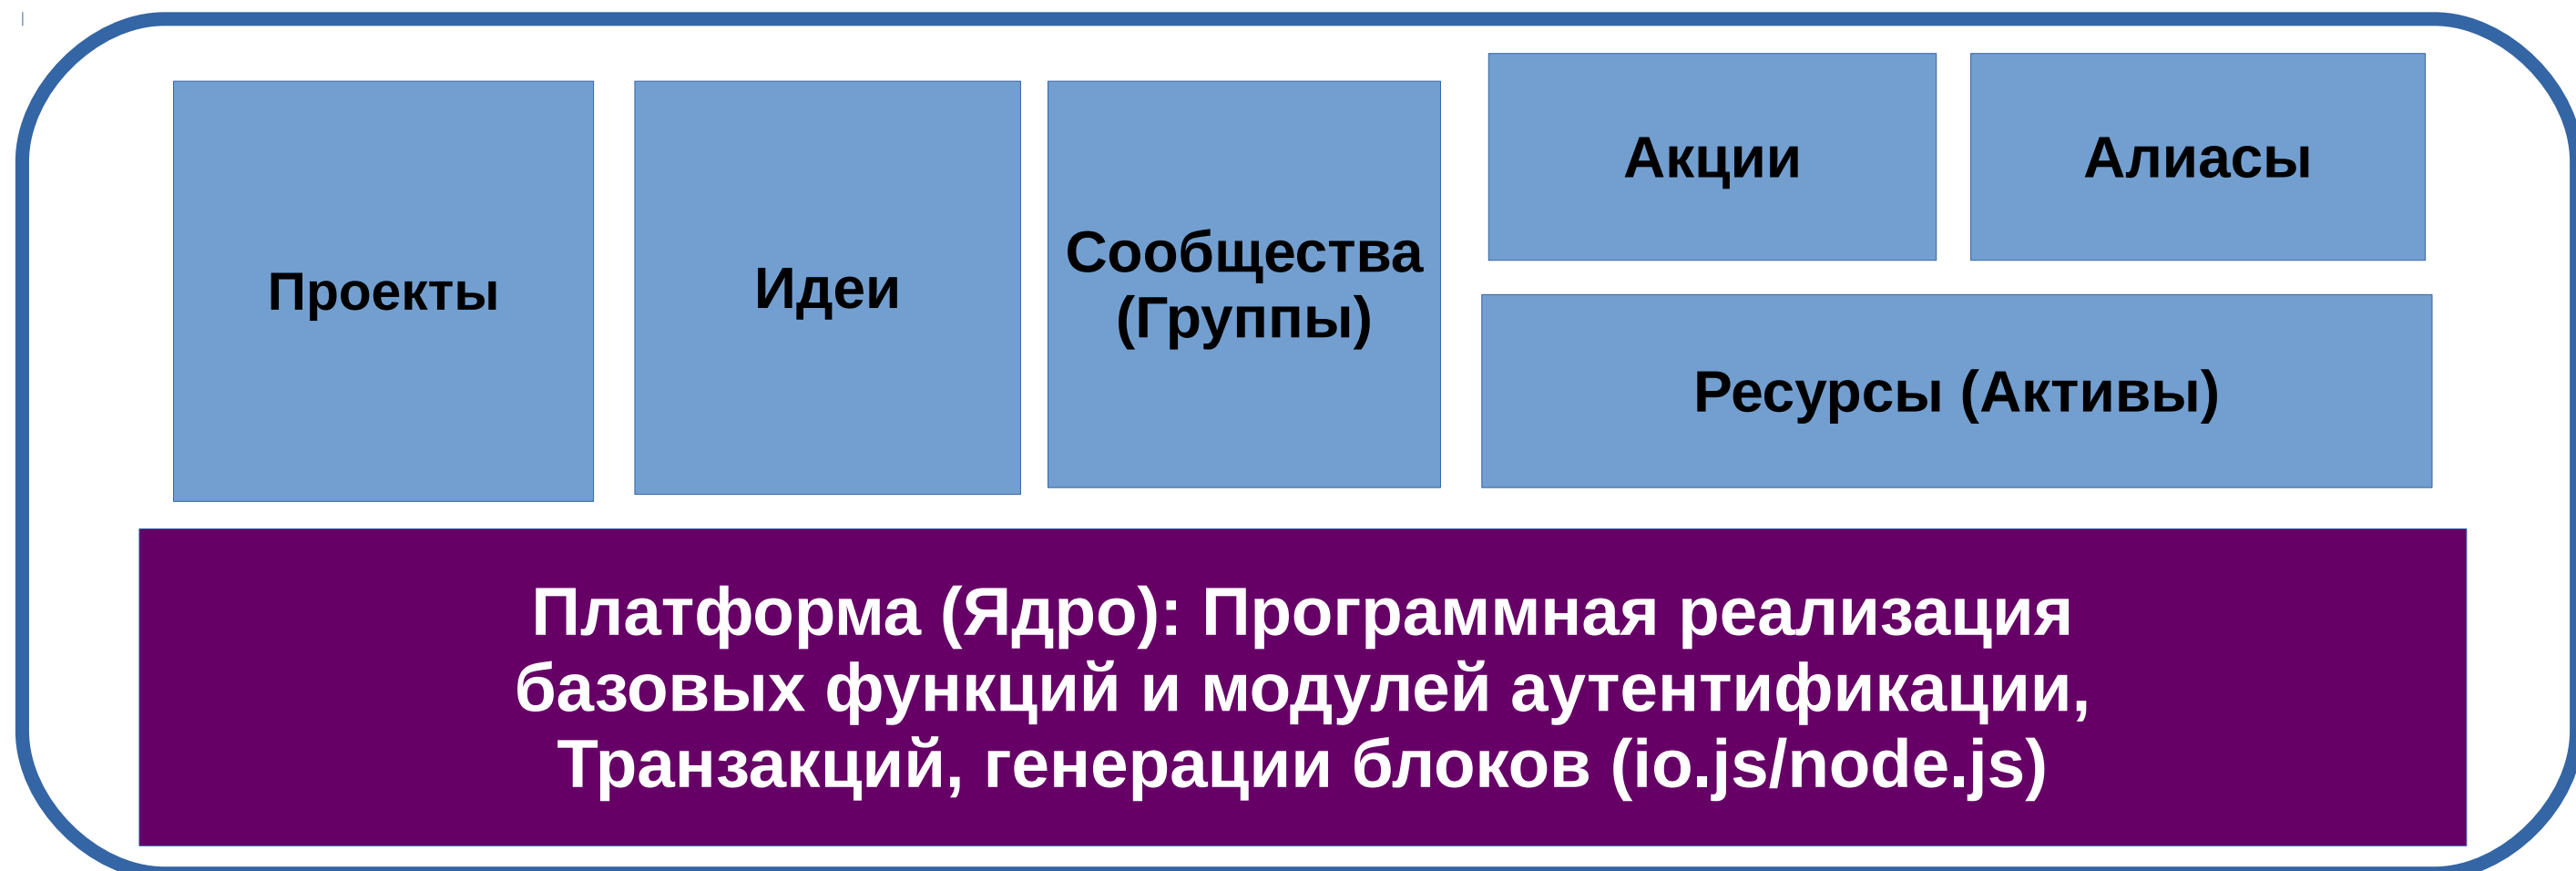 Проекты
Идеи
Сообщества
(Группы)
Акции
Алиасы
Ресурсы (Активы)
Платформа (Ядро): Программная реализация
базовых функций и модулей аутентификации,
Транзакций, генерации блоков (io.js/node.js)